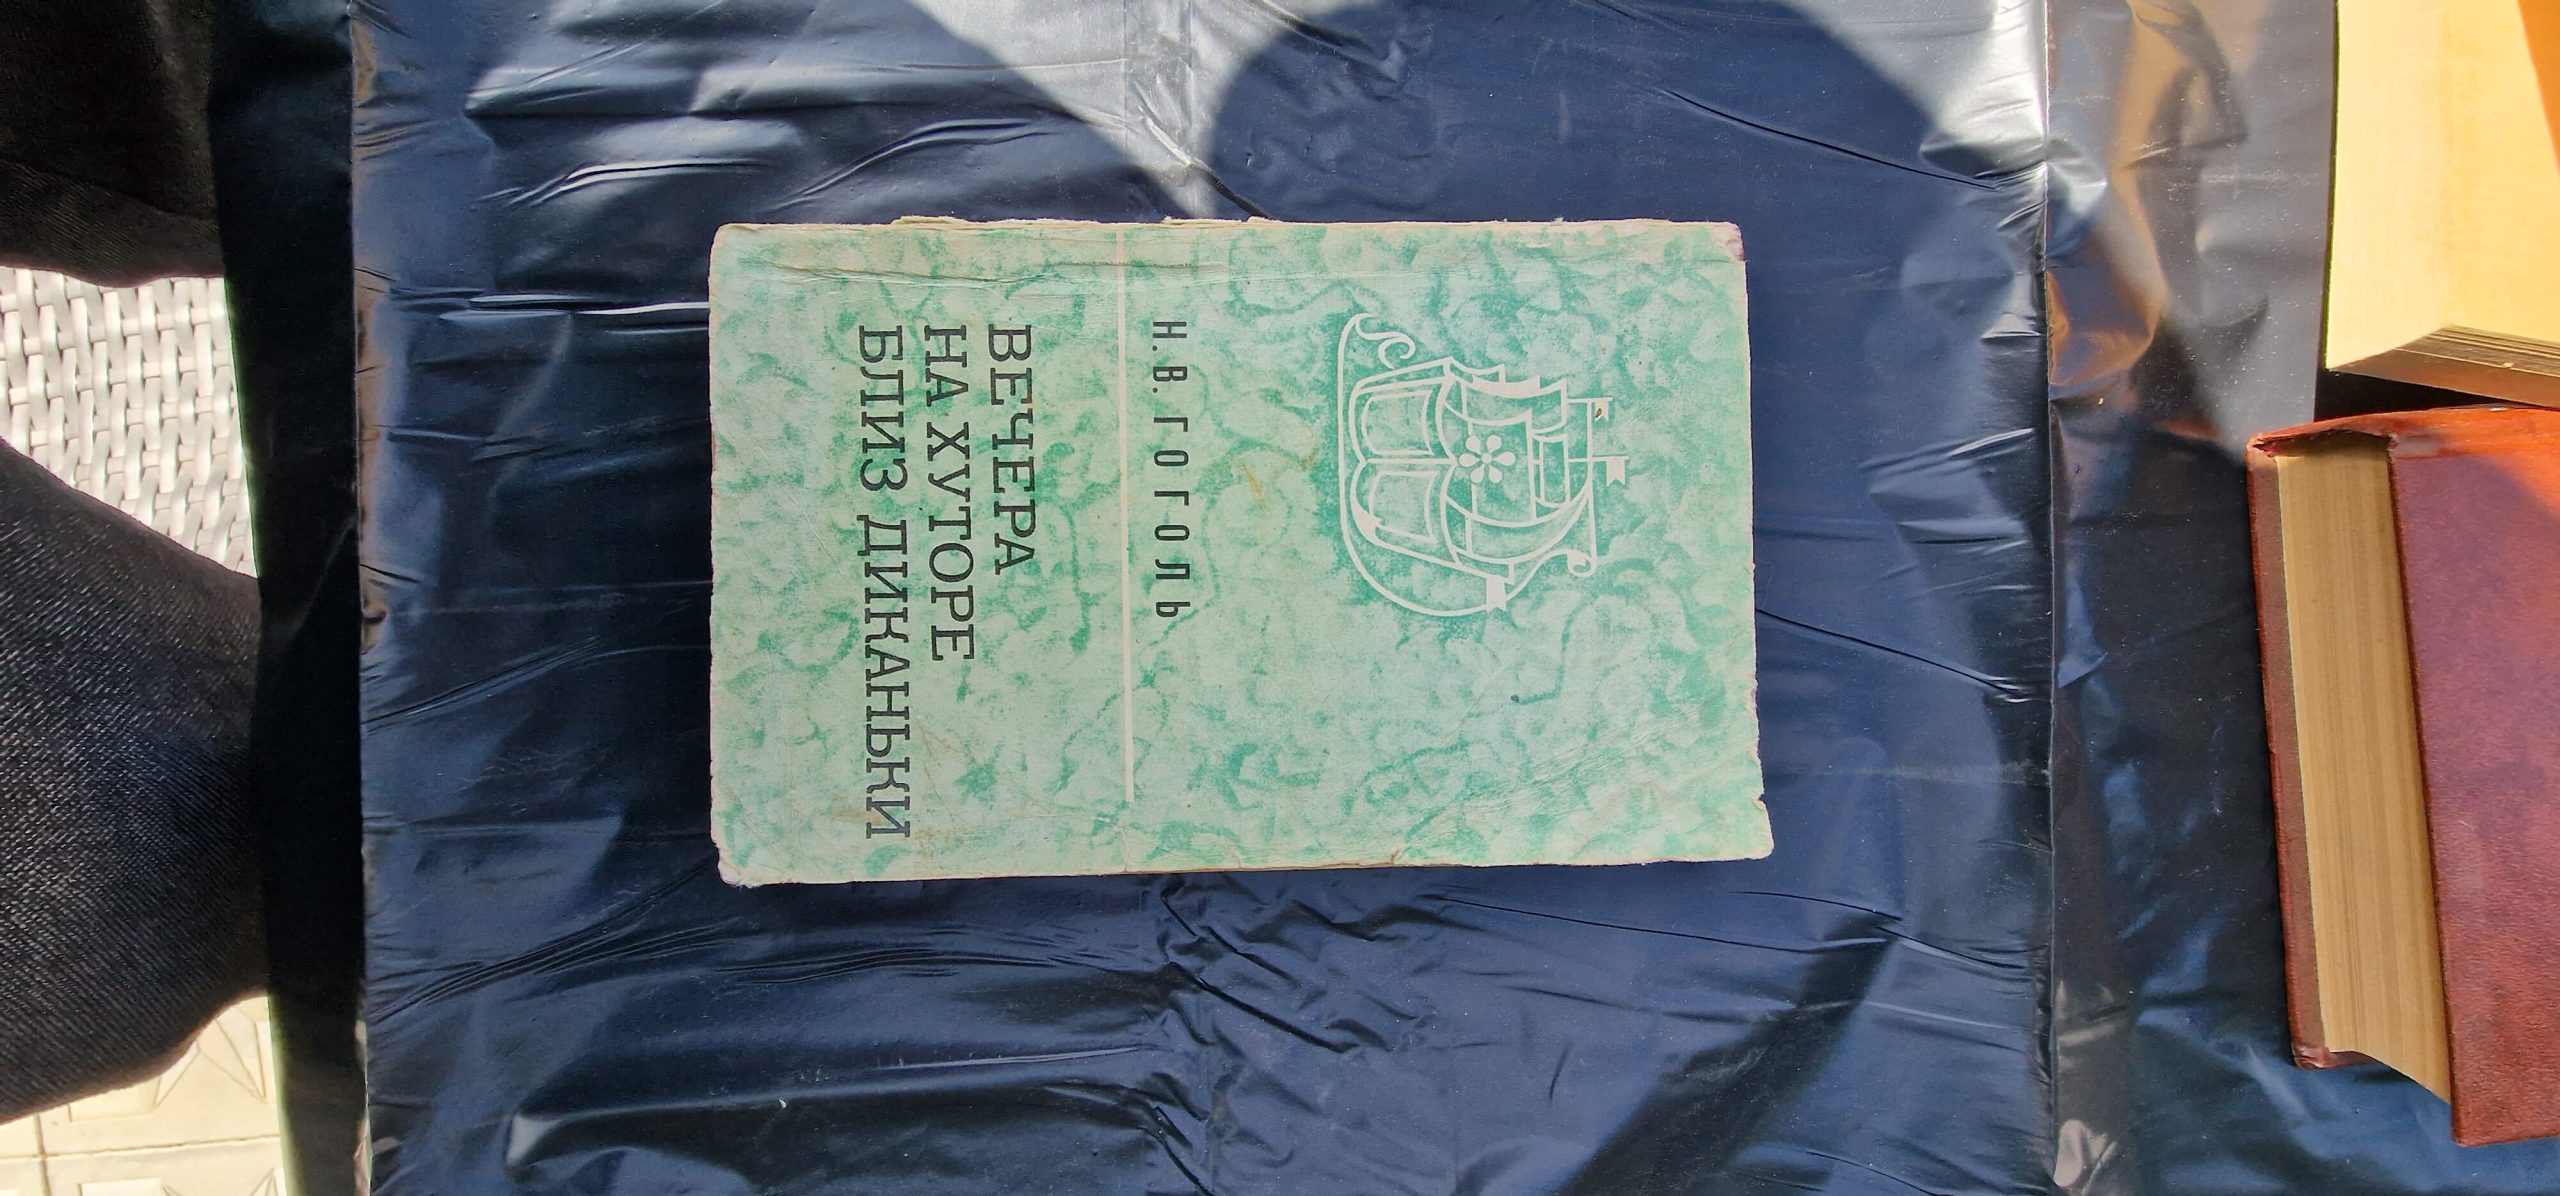 Н. В. ГОГОЛЬ
ВЕЧЕРА
НА ХУТОРЕ
БЛИЗ ДИКАНЬКИ